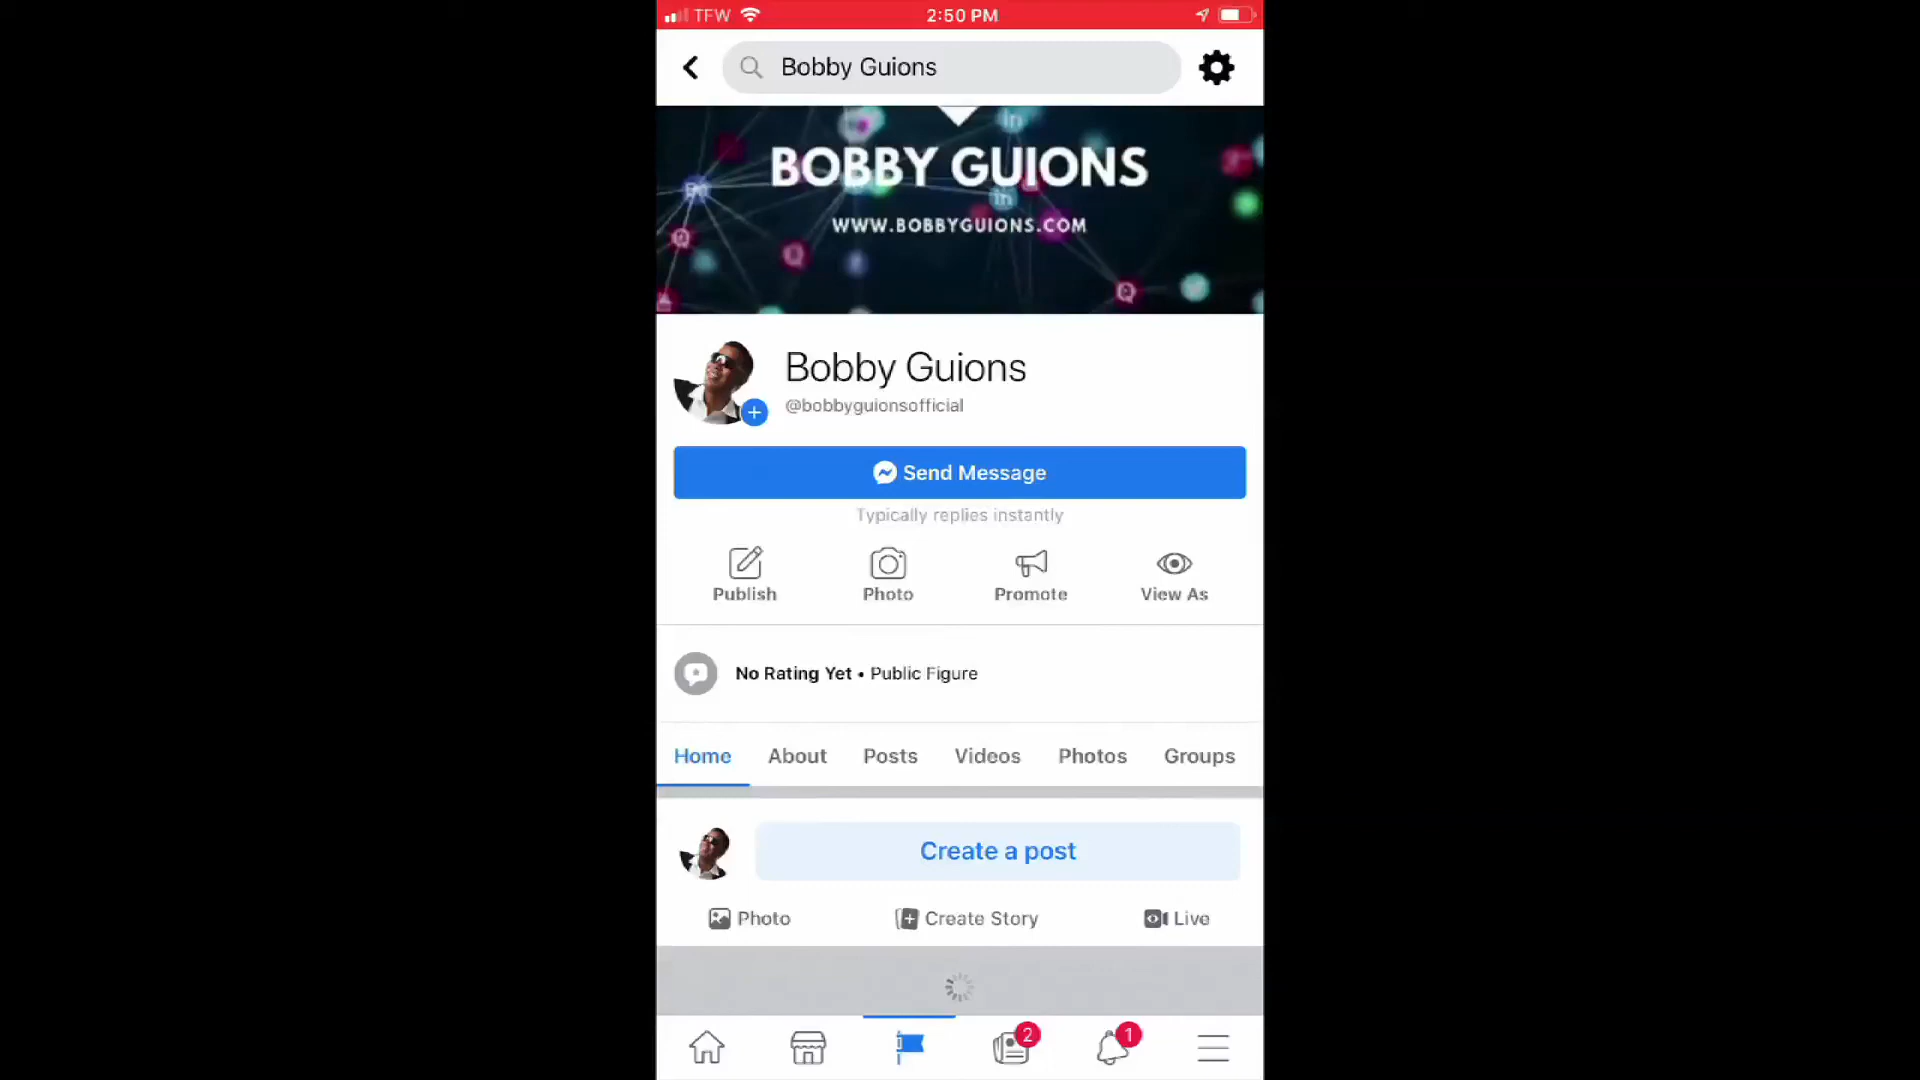 TFW 2:50 PM
Bobby Guions
BOBBY GUIONS
WWW.BOBBYGUIONS.COM
Bobby Guions
@bobbyguionsofficial
Send Message
Typically replies instantly
Publish Photo Promote View As
No Rating Yet • Public Figure
Home About Posts Videos Photos Groups
Create a post
Photo Create Story Live
2 1